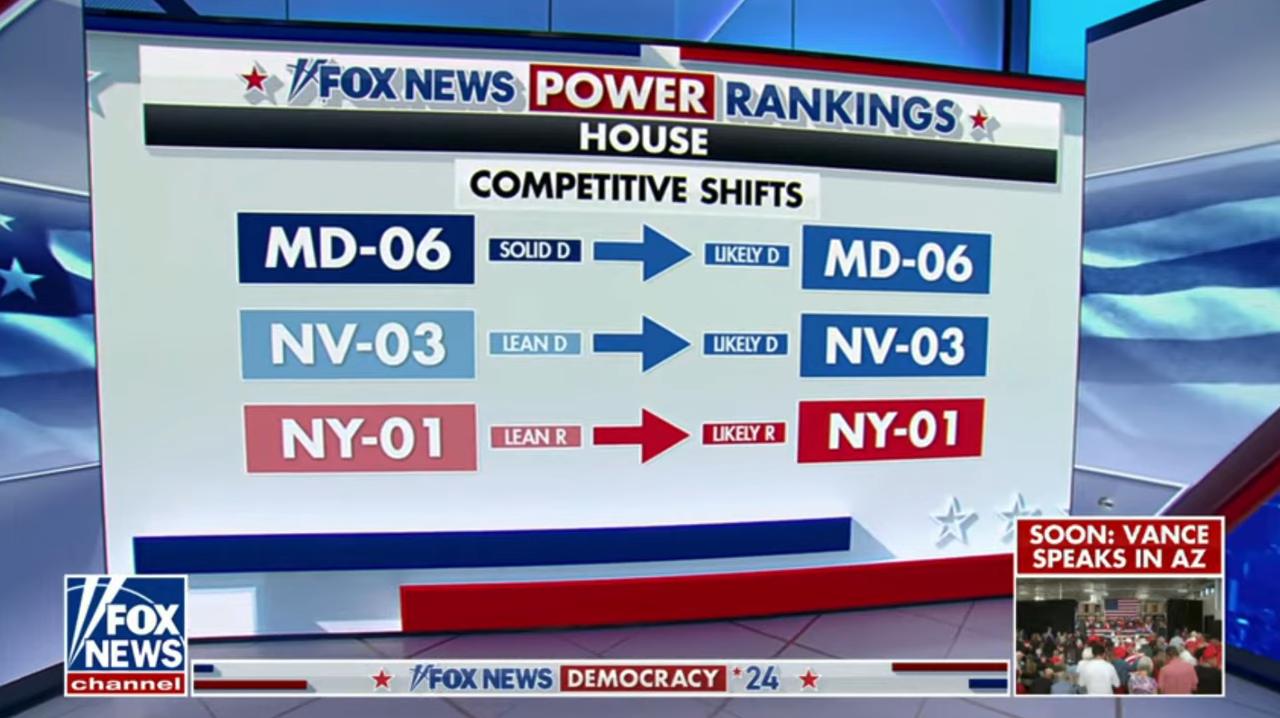 FOX NEWS POWER RANKINGS
HOUSE
COMPETITIVE SHIFTS
MD-06 SOLID D LIKELY D MD-06
NV-03 LEAN D LIKELY D NV-03
NY-01 LEAN R LIKELY R NY-01
SOON: VANCE
SPEAKS IN AZ
FOX
NEWS
channel
FOX NEWS DEMOCRACY '24